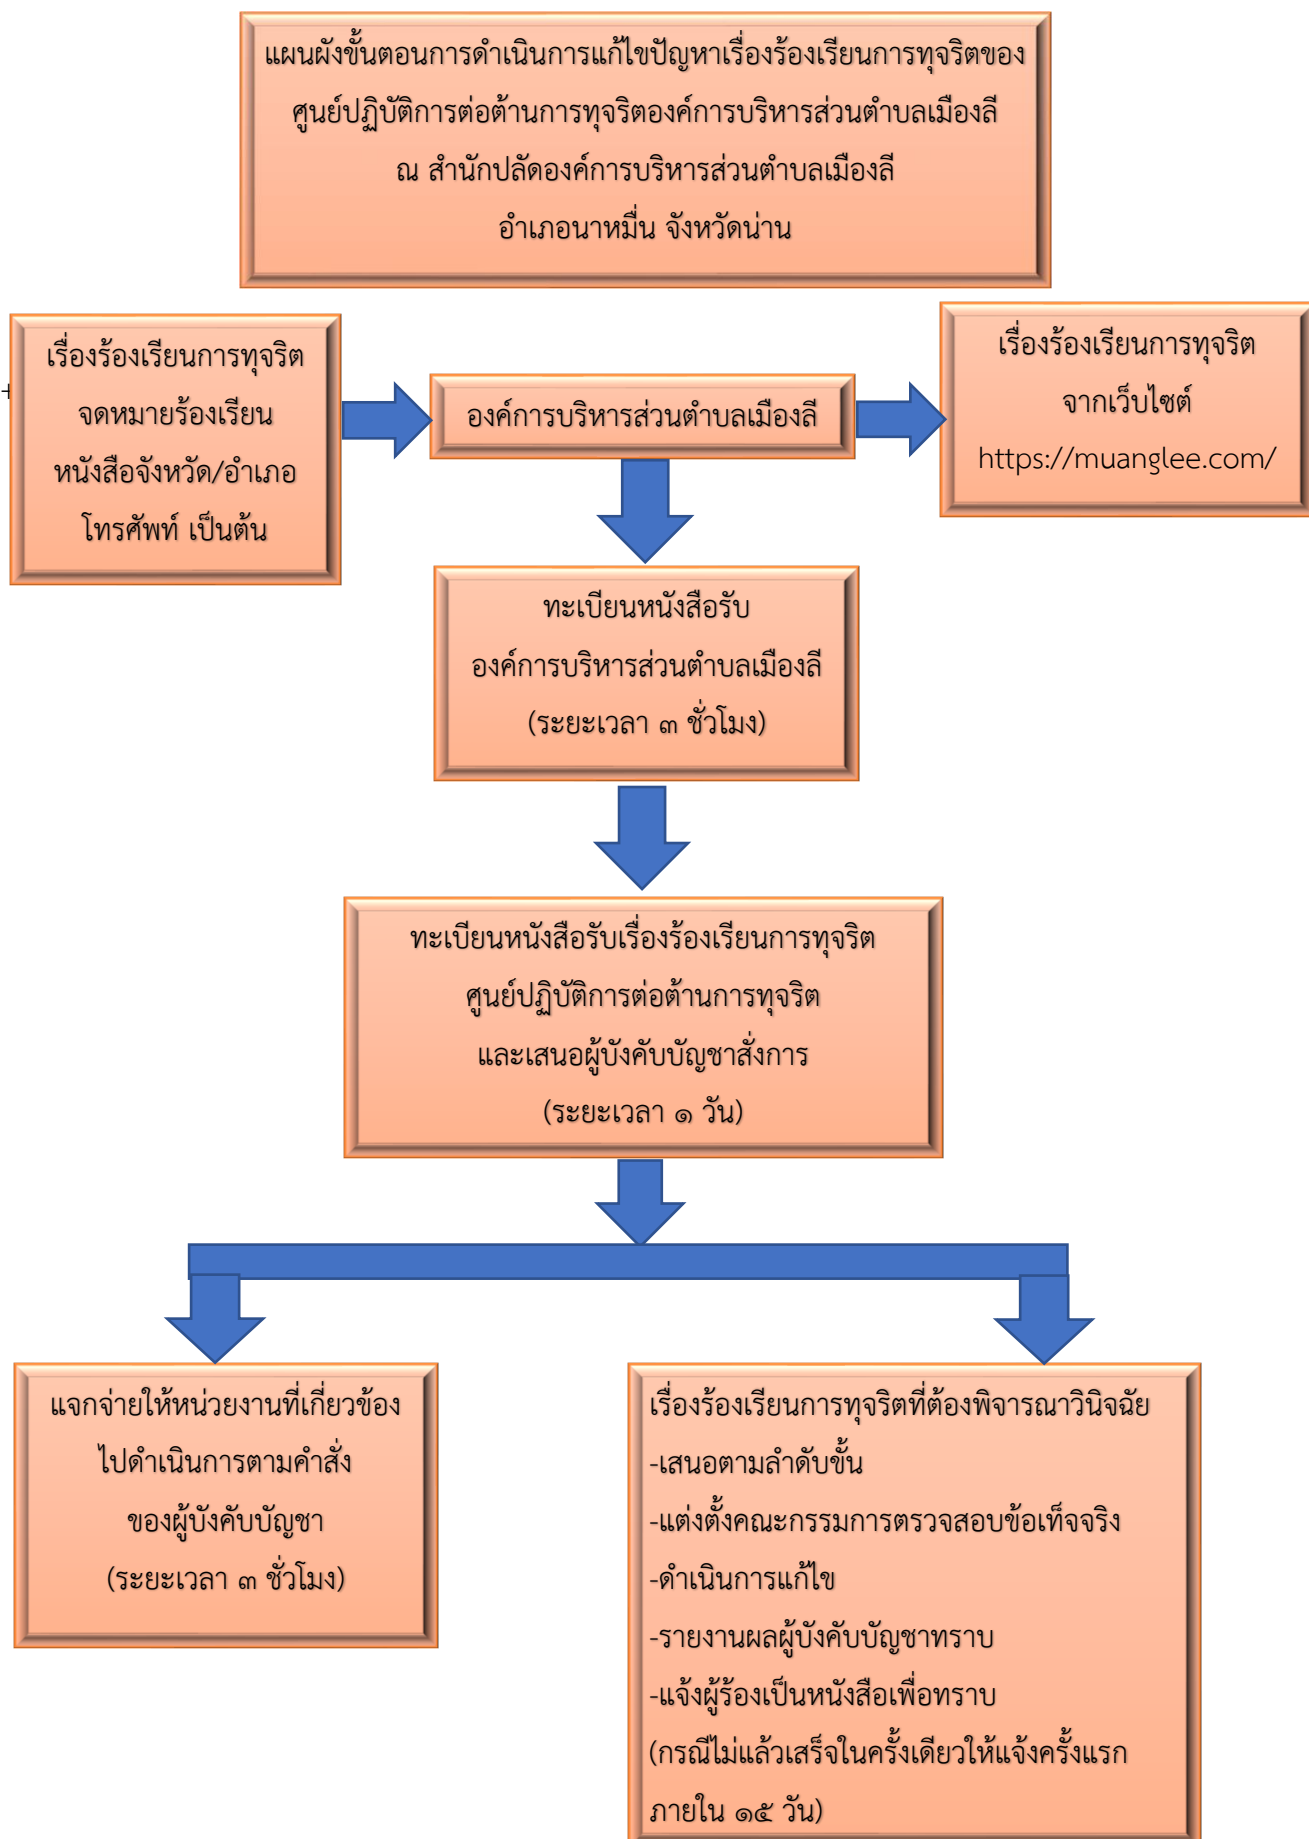 แผนผังขั้นตอนการดำเนินการแก้ไขปัญหาเรื่องร้องเรียนการทุจริตของ
ศูนย์ปฏิบัติการต่อต้านการทุจริตองค์การบริหารส่วนตำบลเมืองลี
ณ สำนักปลัดองค์การบริหารส่วนตำบลเมืองลี
อำเภอนาหมื่น จังหวัดน่าน
+
เรื่องร้องเรียนการทุจริต
จดหมายร้องเรียน
หนังสือจังหวัด/อำเภอ
โทรศัพท์ เป็นต้น
องค์การบริหารส่วนตำบลเมืองลี
เรื่องร้องเรียนการทุจริต
จากเว็บไซต์
https://muanglee.com/
ทะเบียนหนังสือรับ
องค์การบริหารส่วนตำบลเมืองลี
(ระยะเวลา ๓ ชั่วโมง)
ทะเบียนหนังสือรับเรื่องร้องเรียนการทุจริต
ศูนย์ปฏิบัติการต่อต้านการทุจริต
และเสนอผู้บังคับบัญชาสั่งการ
(ระยะเวลา ๑ วัน)
แจกจ่ายให้หน่วยงานที่เกี่ยวข้อง
ไปดำเนินการตามคำสั่ง
ของผู้บังคับบัญชา
(ระยะเวลา ๓ ชั่วโมง)
เรื่องร้องเรียนการทุจริตที่ต้องพิจารณาวินิจฉัย
-เสนอตามลำดับขั้น
-แต่งตั้งคณะกรรมการตรวจสอบข้อเท็จจริง
-ดำเนินการแก้ไข
-รายงานผลผู้บังคับบัญชาทราบ
-แจ้งผู้ร้องเป็นหนังสือเพื่อทราบ
(กรณีไม่แล้วเสร็จในครั้งเดียวให้แจ้งครั้งแรก
ภายใน ๑๕ วัน)